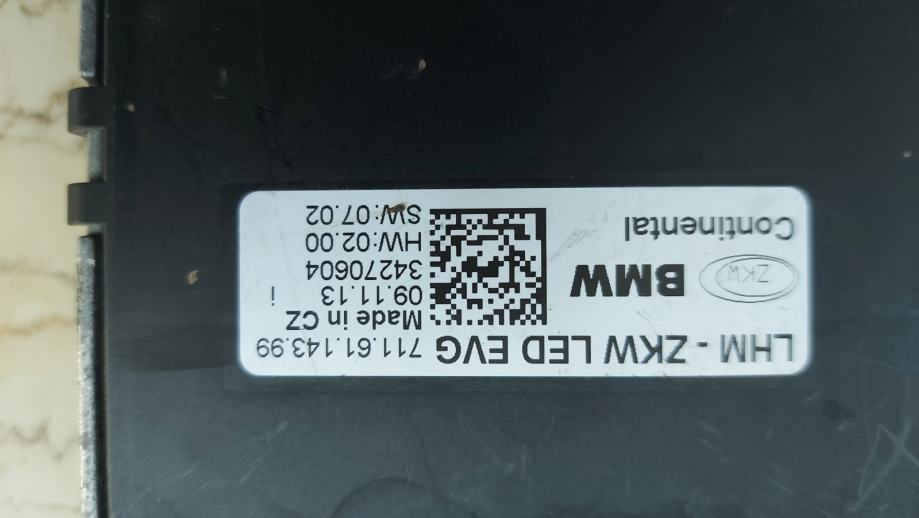 LHM - ZKW LED EVG 711.61.143.99
ZKW BMW
Continental
Made in CZ
09.11.13 i
34270604
HW:02.00
SW:07.02